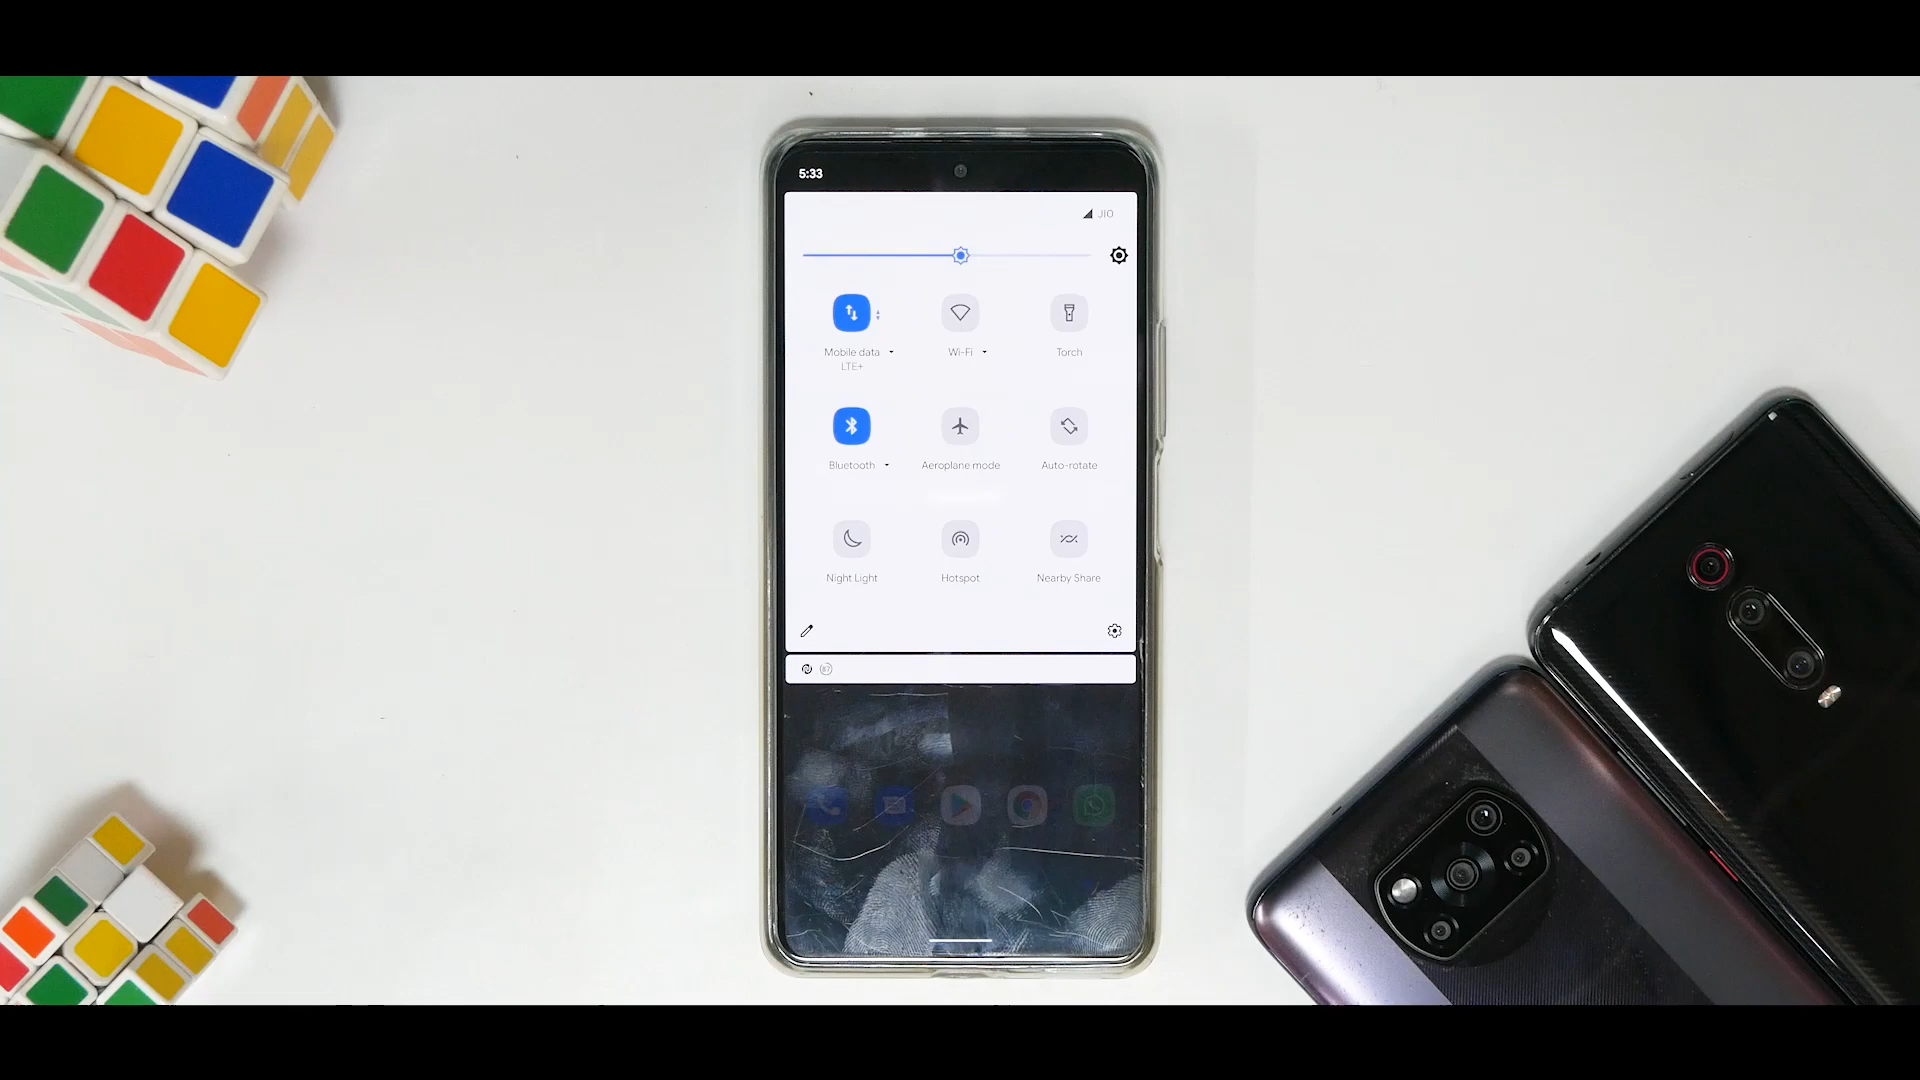 5:33
JIO
Mobile data
LTE+
Wi-Fi
Torch
Bluetooth
Aeroplane mode
Auto-rotate
Night Light
Hotspot
Nearby Share